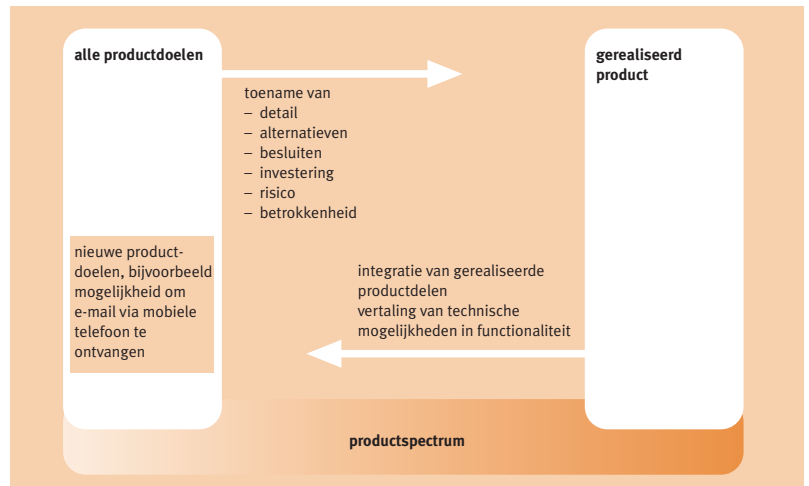 alle productdoelen
toename van
– detail
– alternatieven
– besluiten
– investering
– risico
– betrokkenheid
gerealiseerd
product
nieuwe product-
doelen, bijvoorbeeld
mogelijkheid om
e-mail via mobiele
telefoon te
ontvangen
integratie van gerealiseerde
productdelen
vertaling van technische
mogelijkheden in functionaliteit
productspectrum